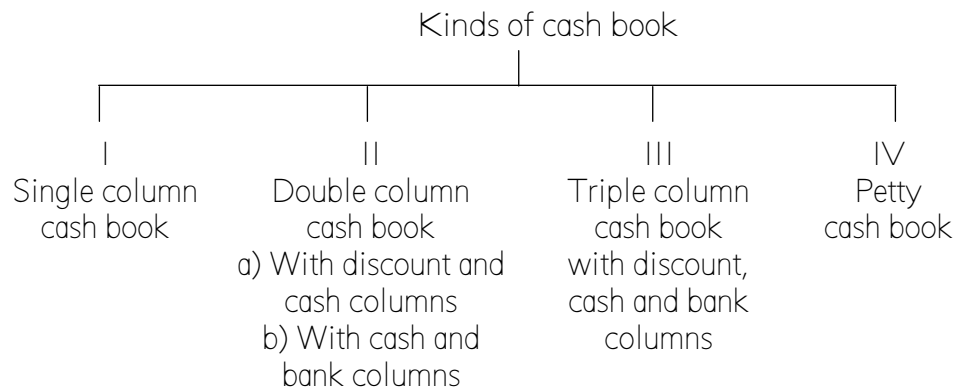 Kinds of cash book
I
Single column
cash book
II
Double column
cash book
a) With discount and
cash columns
b) With cash and
bank columns
III
Triple column
cash book
with discount,
cash and bank
columns
IV
Petty
cash book